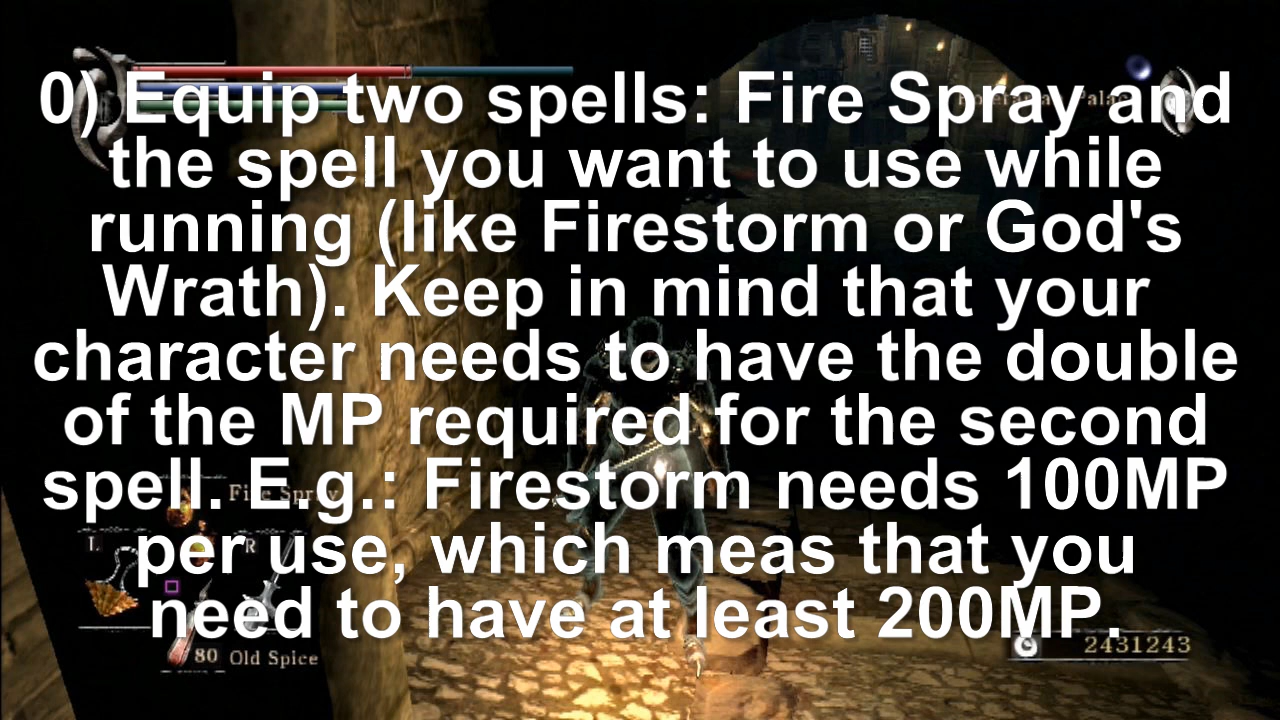 0) Equip two spells: Fire Spray and
the spell you want to use while
running (like Firestorm or God's
Wrath). Keep in mind that your
character needs to have the double
of the MP required for the second
spell. E.g.: Firestorm needs 100MP
per use, which meas that you
need to have at least 200MP.
Fire Spray
L
R
80 Old Spice
2431243